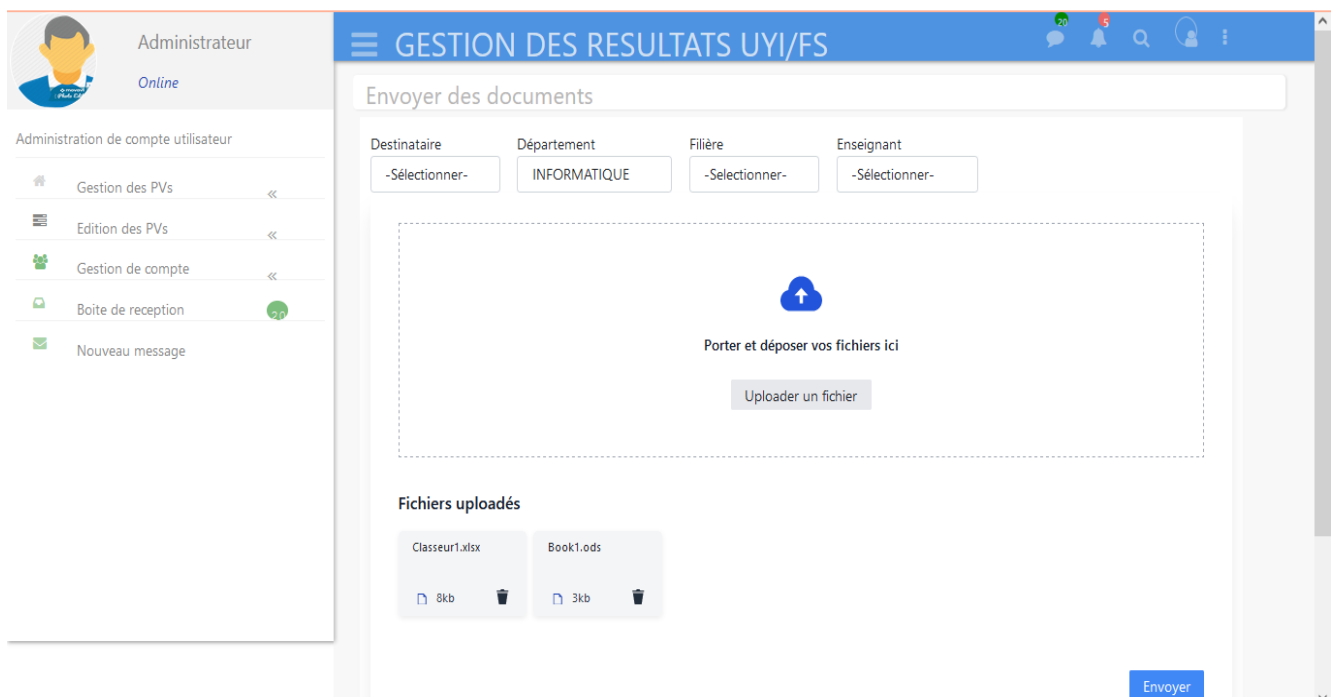 Administrateur
Online
Administration de compte utilisateur
Gestion des PVs
Edition des PVs
Gestion de compte
Boite de reception
20
Nouveau message
GESTION DES RESULTATS UYI/FS
20
5
Envoyer des documents
Destinataire Département Filière Enseignant
-Sélectionner- INFORMATIQUE -Selectionner- -Sélectionner-
Porter et déposer vos fichiers ici
Uploader un fichier
Fichiers uploadés
Classeur1.xlsx Book1.ods
8kb 3kb
Envoyer